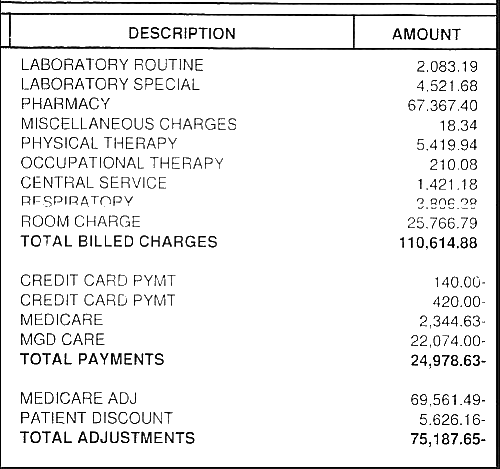 DESCRIPTION AMOUNT
LABORATORY ROUTINE 2.083.19
LABORATORY SPECIAL 4,521.68
PHARMACY 67.367.40
MISCELLANEOUS CHARGES 18.34
PHYSICAL THERAPY 5.419.94
OCCUPATIONAL THERAPY 210.08
CENTRAL SERVICE 1.421.18
RESPIRATORY 3.806.28
ROOM CHARGE 25.766.79
TOTAL BILLED CHARGES 110,614.88
CREDIT CARD PYMT 140.00-
CREDIT CARD PYMT 420.00-
MEDICARE 2,344.63-
MGD CARE 22,074.00-
TOTAL PAYMENTS 24,978.63-
MEDICARE ADJ 69,561.49-
PATIENT DISCOUNT 5.626.16-
TOTAL ADJUSTMENTS 75,187.65-